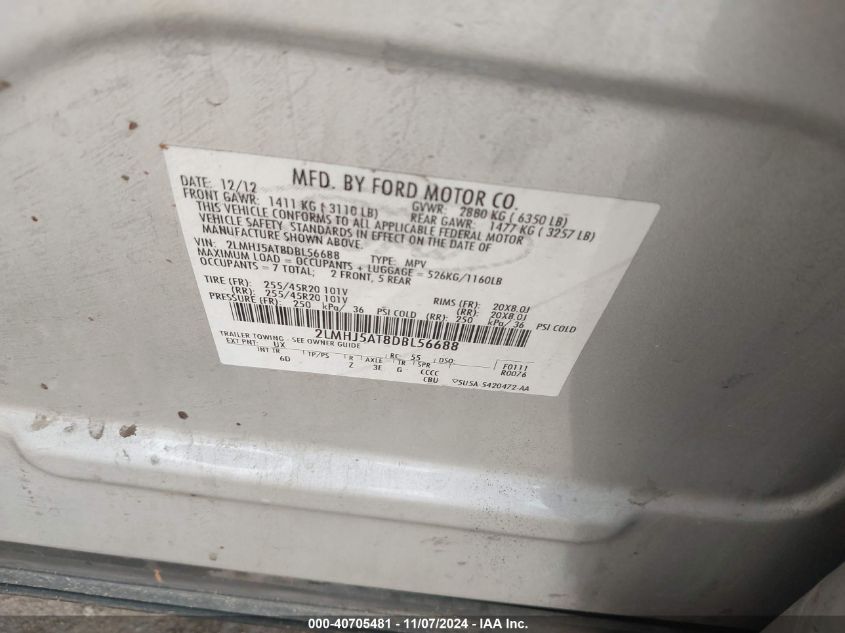 MFD. BY FORD MOTOR CO.
DATE: 12/12 GVWR: 2880 KG ( 6350 LB)
FRONT GAWR: 1411 KG ( 3110 LB) REAR GAWR: 1477 KG ( 3257 LB)
THIS VEHICLE CONFORMS TO ALL APPLICABLE FEDERAL MOTOR
VEHICLE SAFETY STANDARDS IN EFFECT ON THE DATE OF
MANUFACTURE SHOWN ABOVE.
VIN: 2LMHJ5AT8DBL56688 TYPE: MPV
MAXIMUM LOAD = OCCUPANTS + LUGGAGE = 526KG/1160LB
OCCUPANTS = 7 TOTAL; 2 FRONT, 5 REAR
TIRE (FR): 255/45R20 101V RIMS (FR): 20X8.0J
(RR): 255/45R20 101V (RR): 20X8.0J
PRESSURE (FR): 250 kPa/ 36 PSI COLD (RR): 250 kPa/ 36 PSI COLD
2LMHJ5AT8DBL56688
TRAILER TOWING - SEE OWNER GUIDE
EXT PNT: UX RC: 55 DSO: F0111
INT TR TP/PS R AXLE TR SPR R0076
6D Z 3E G CCCC
CBU 5U5A-5420472-AA
000-40705481 - 11/07/2024 - IAA Inc.